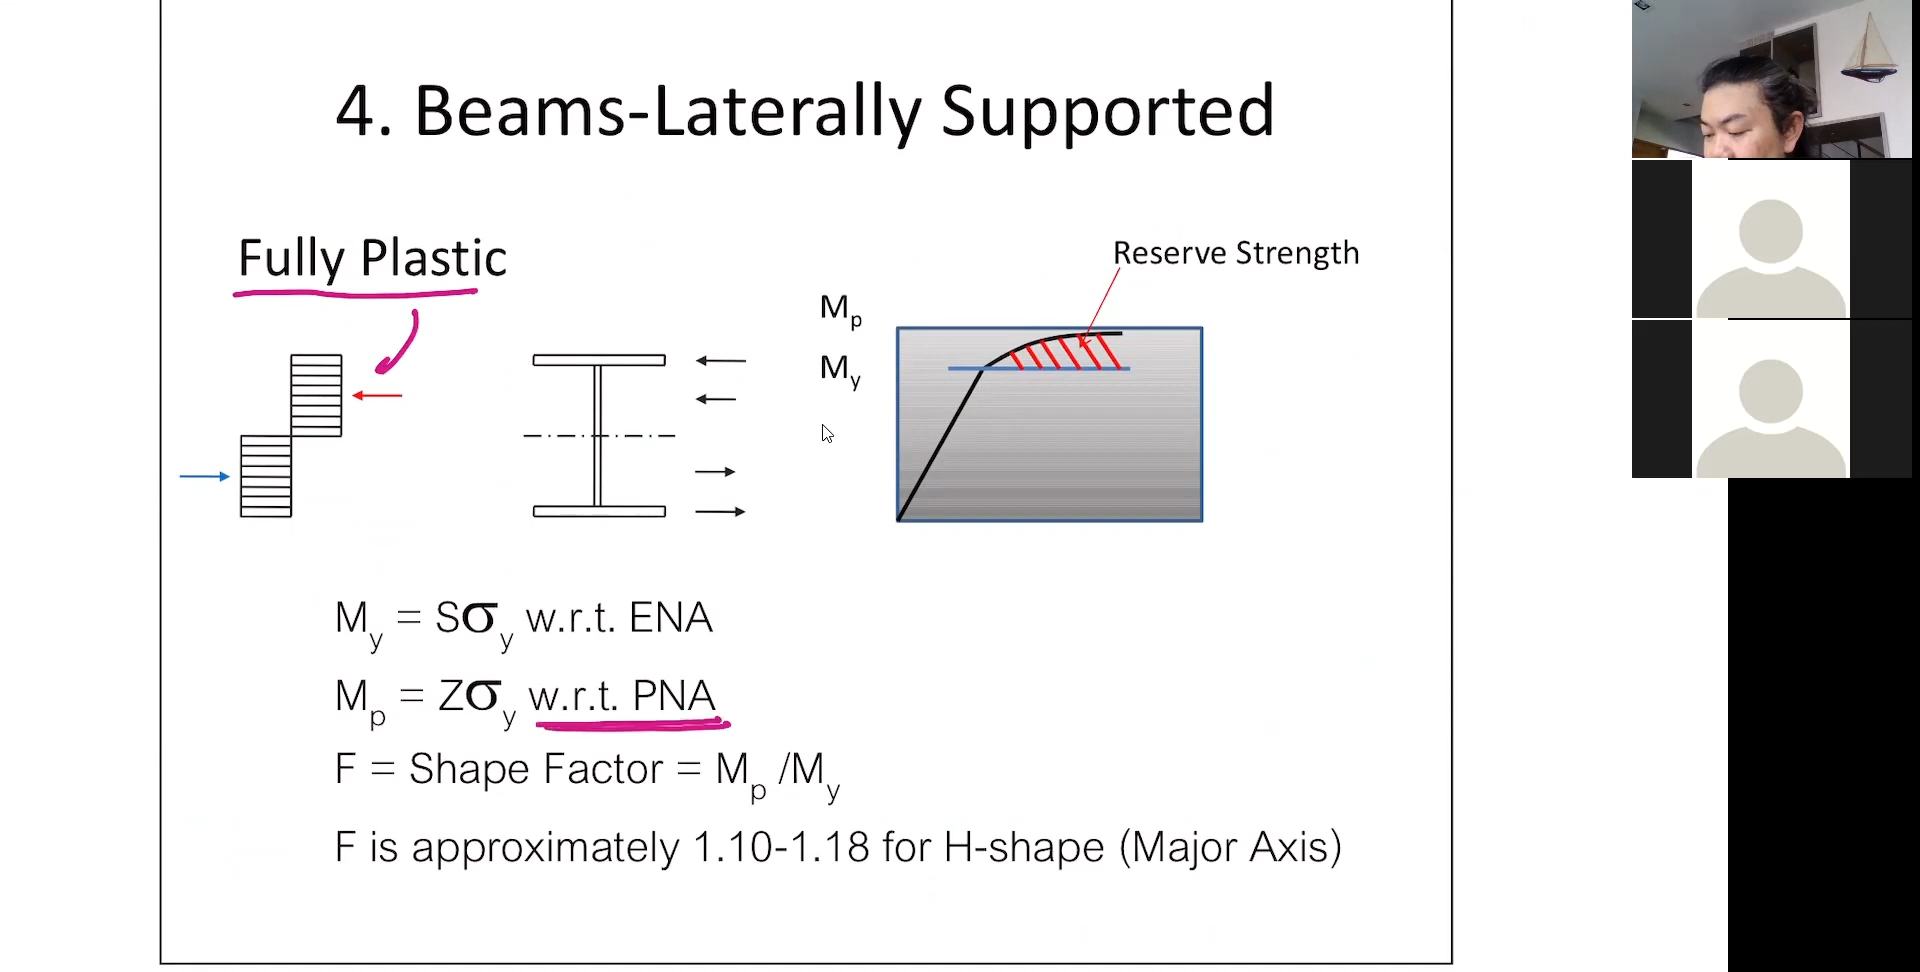 4. Beams-Laterally Supported
Fully Plastic
Reserve Strength
Mp
My
My = Sσy w.r.t. ENA
Mp = Zσy w.r.t. PNA
F = Shape Factor = Mp /My
F is approximately 1.10-1.18 for H-shape (Major Axis)